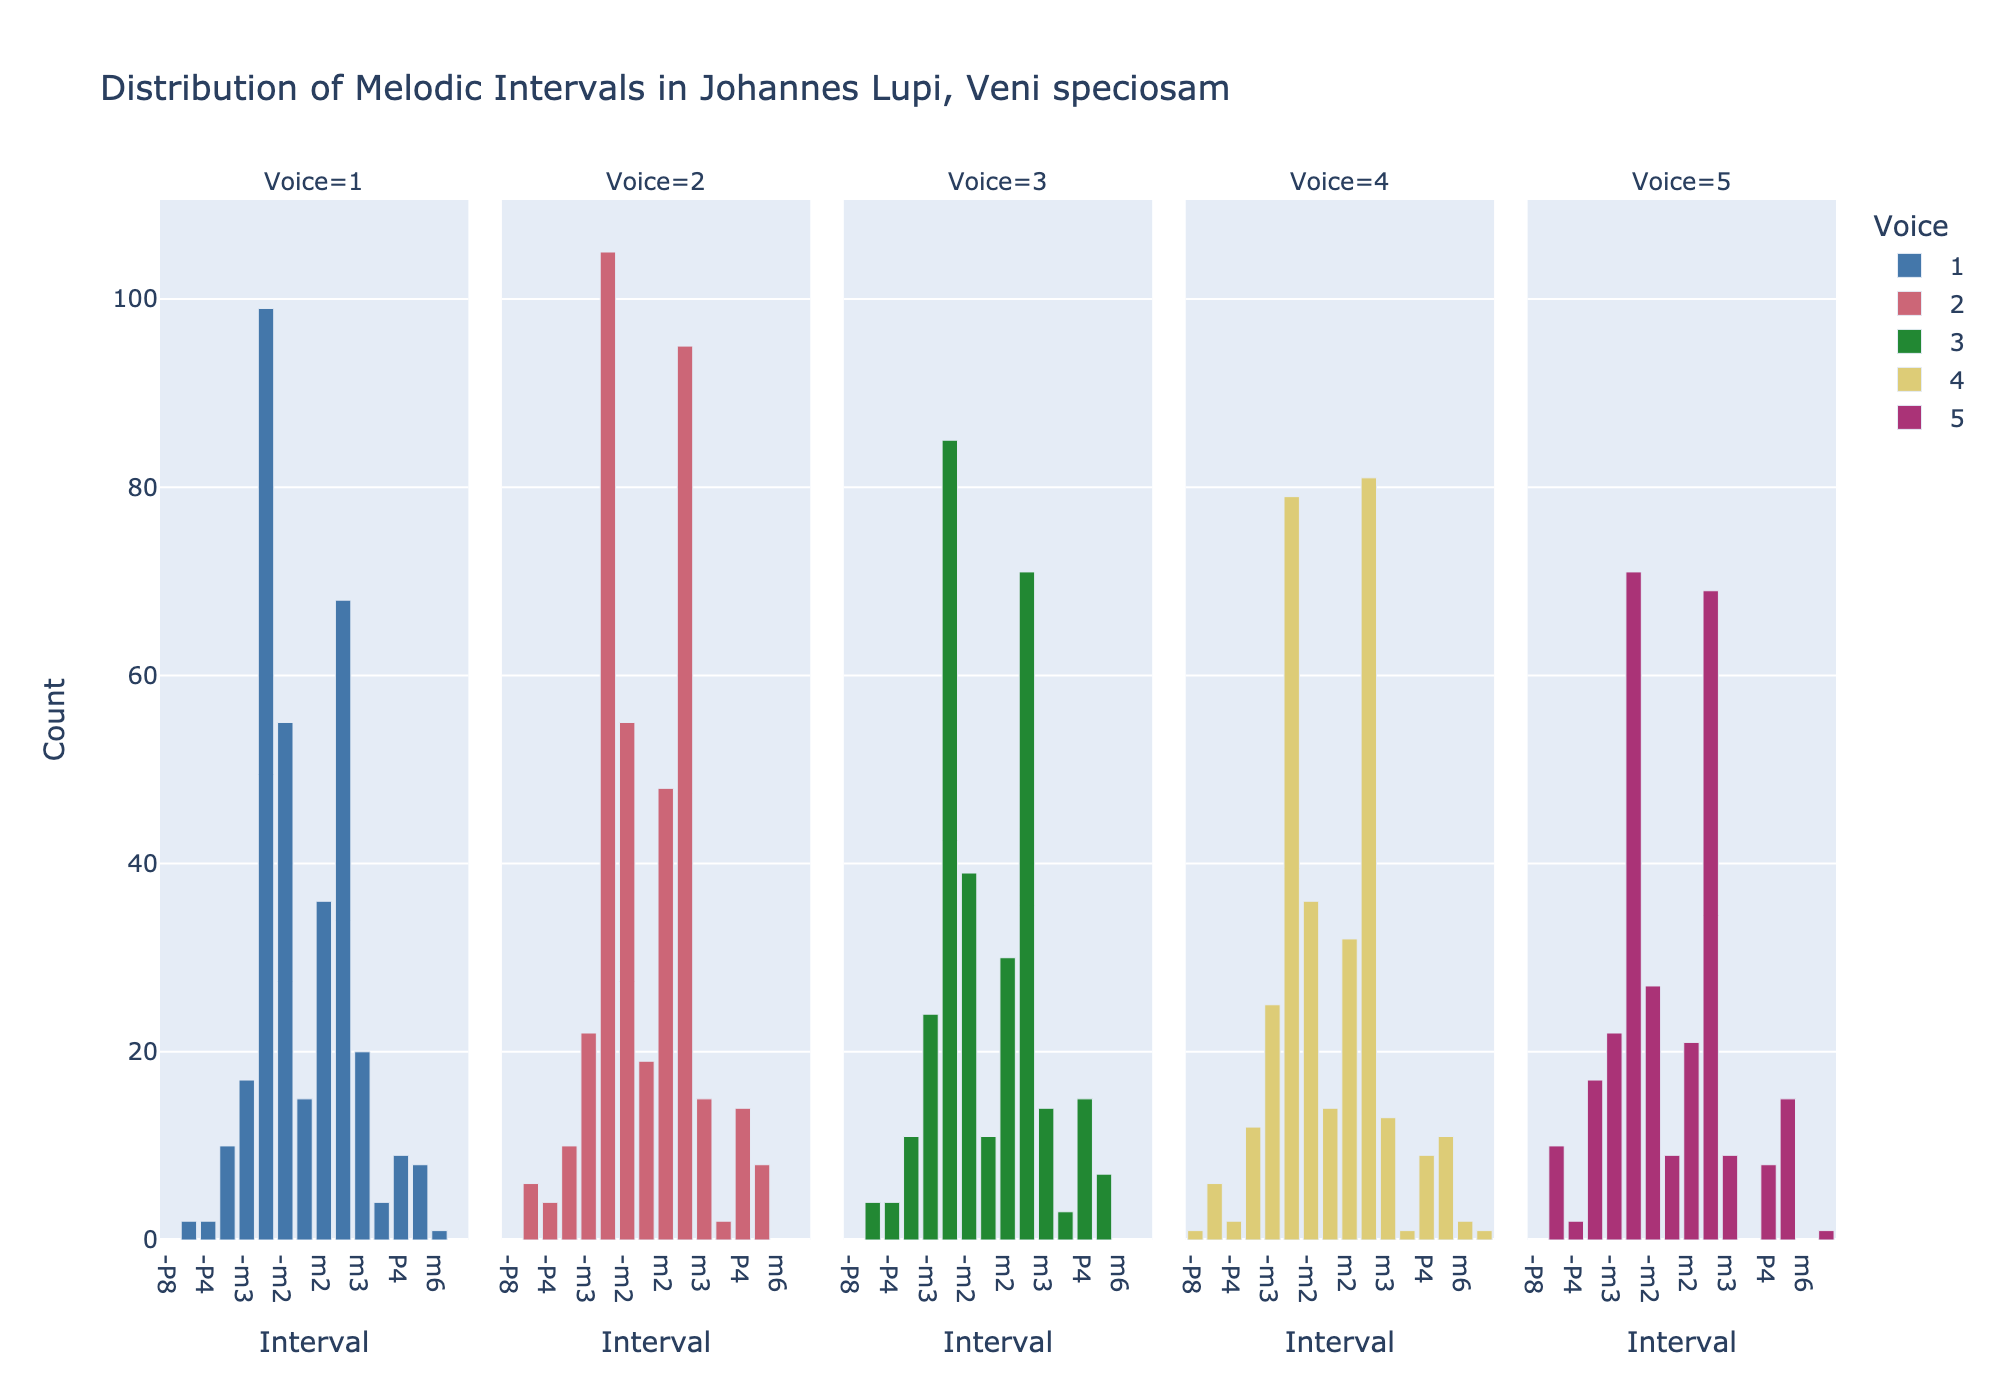 Distribution of Melodic Intervals in Johannes Lupi, Veni speciosam
Voice=1 Voice=2 Voice=3 Voice=4 Voice=5
Voice
1
2
3
4
5
100
80
60
40
20
0
Count
-P8 -P4 -m3 -m2 m2 m3 P4 m6 -P8 -P4 -m3 -m2 m2 m3 P4 m6 -P8 -P4 -m3 -m2 m2 m3 P4 m6 -P8 -P4 -m3 -m2 m2 m3 P4 m6 -P8 -P4 -m3 -m2 m2 m3 P4 m6
Interval Interval Interval Interval Interval